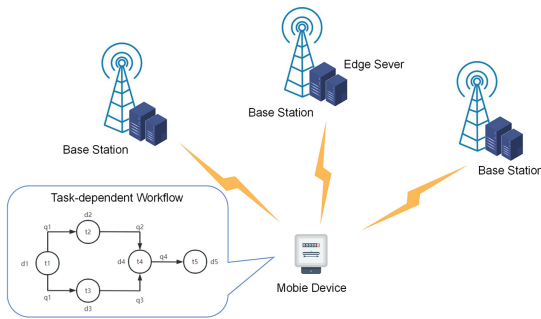 Edge Sever
Base Station
Base Station
Base Station
Task-dependent Workflow
d2
q1
t2
q2
d1
t1
d4
t4
q4
t5
d5
q1
t3
q3
d3
Mobie Device